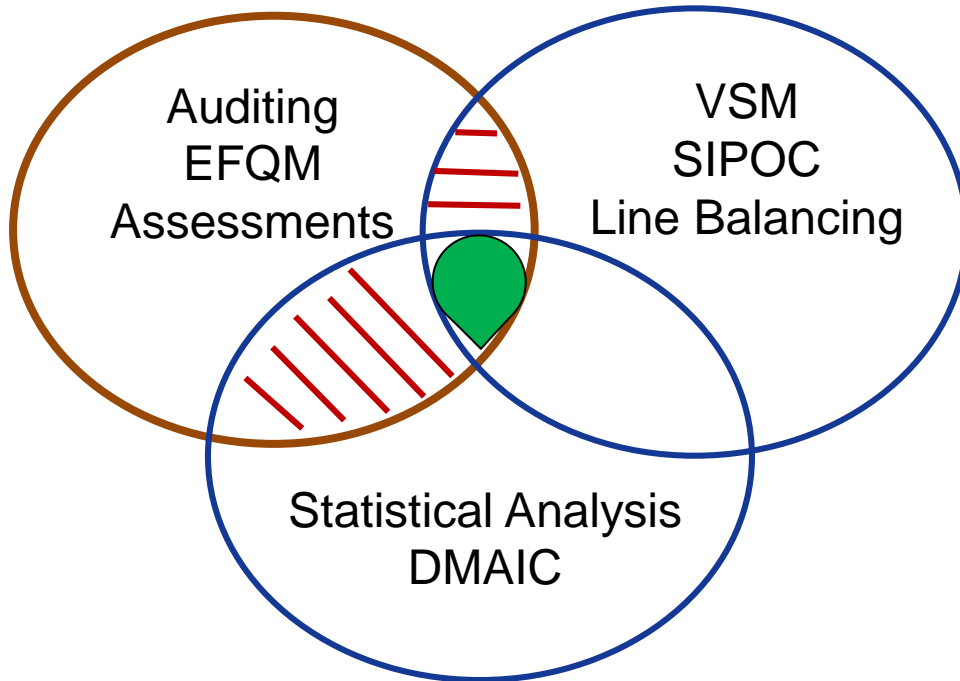 Auditing
EFQM
Assessments
VSM
SIPOC
Line Balancing
Statistical Analysis
DMAIC